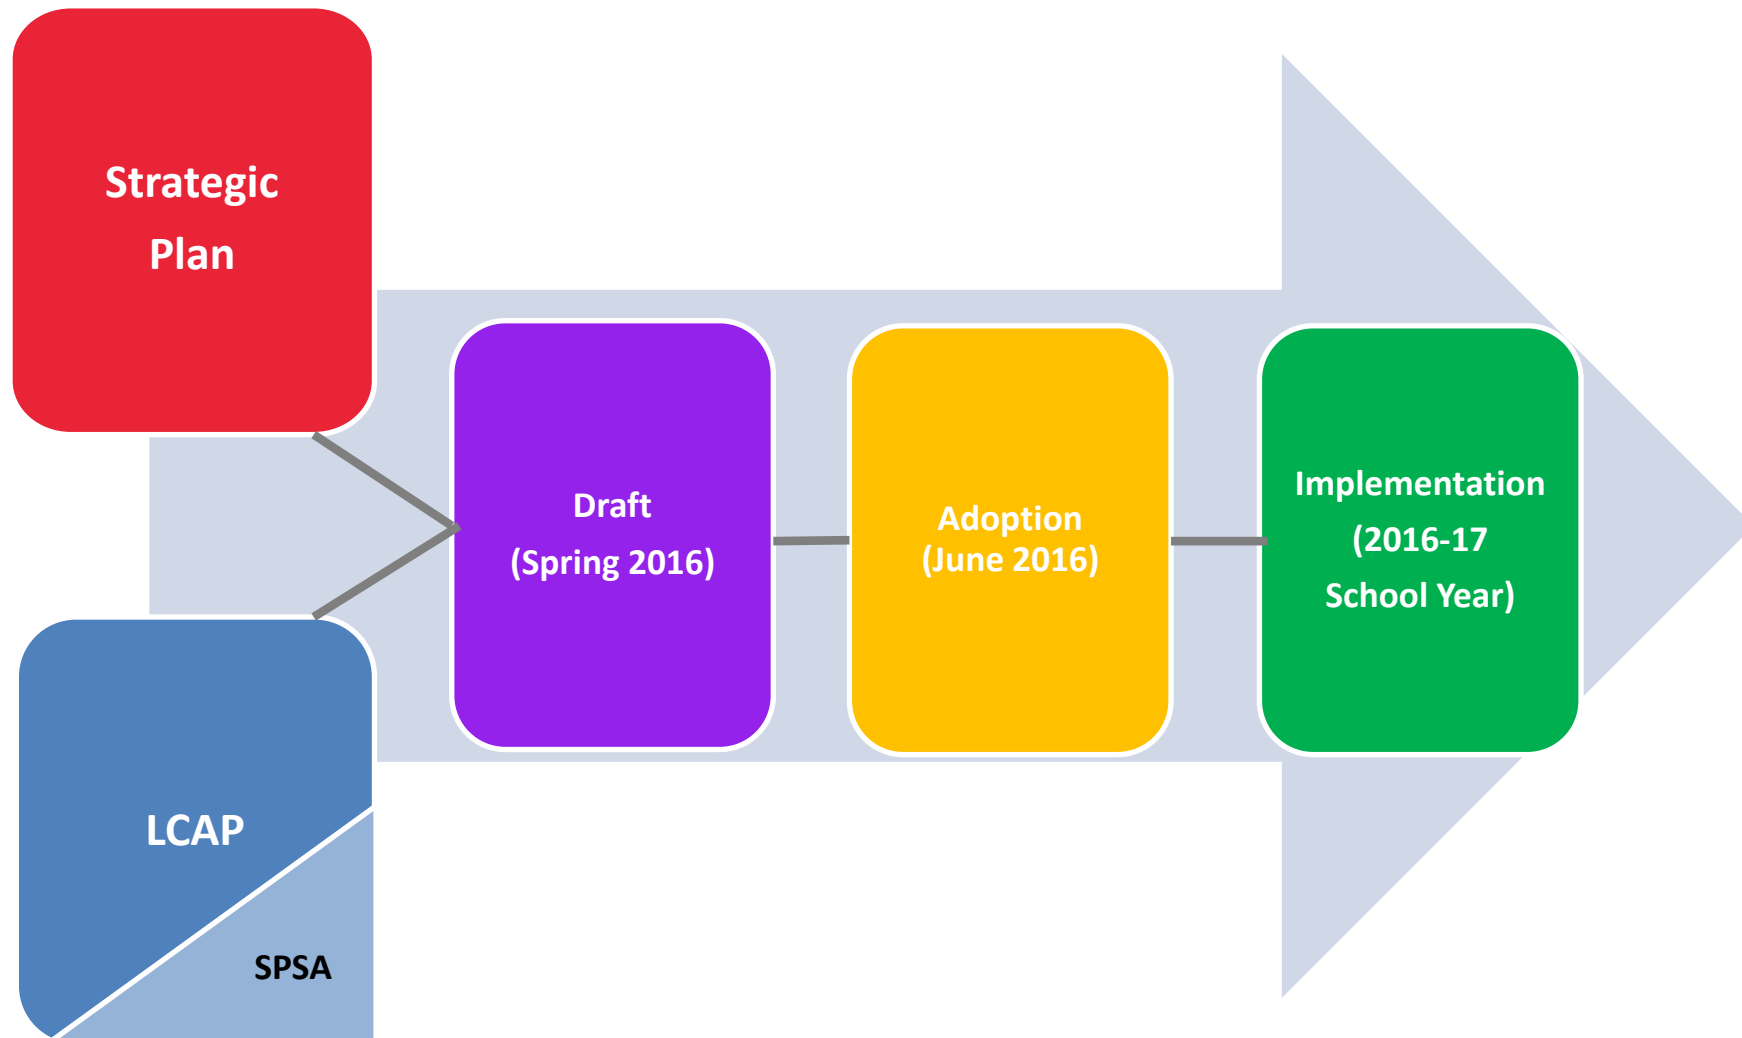 Strategic
Plan
Draft
(Spring 2016)
Adoption
(June 2016)
Implementation
(2016-17
School Year)
LCAP
SPSA